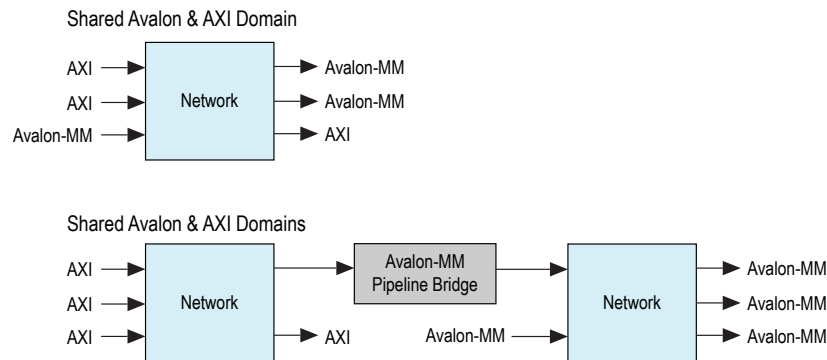 Shared Avalon & AXI Domain
AXI
Avalon-MM
AXI
Network
Avalon-MM
Avalon-MM
AXI
Shared Avalon & AXI Domains
AXI
Avalon-MM
Pipeline Bridge
Avalon-MM
AXI
Network
Network
Avalon-MM
AXI
AXI
Avalon-MM
Avalon-MM